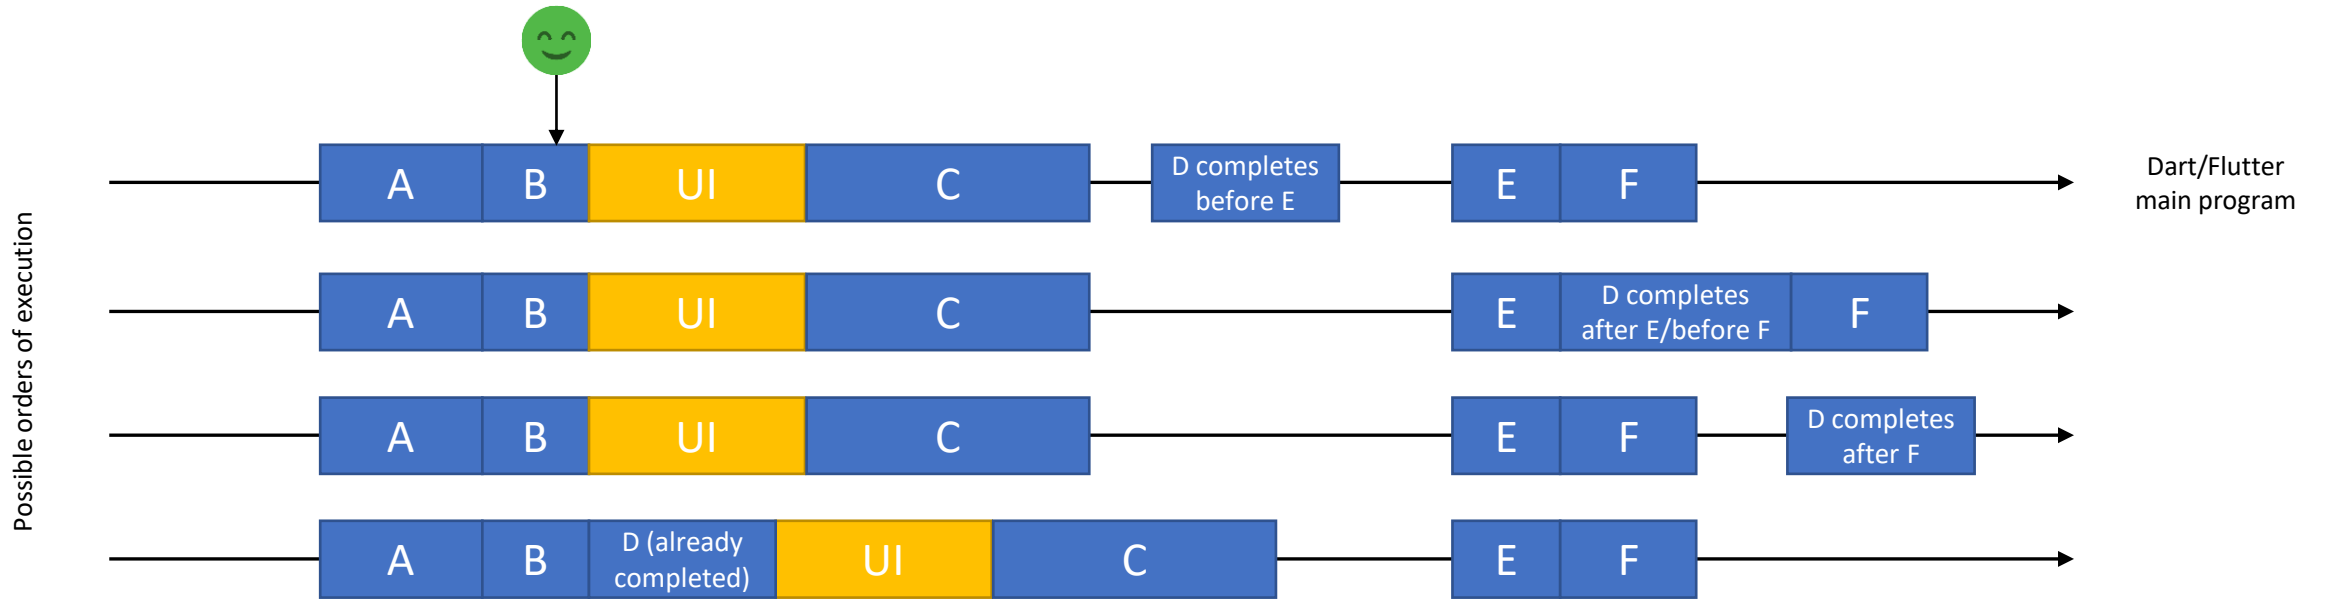 Possible orders of execution
A
B
UI
C
D completes
before E
E
F
Dart/Flutter
main program
A
B
UI
C
E
D completes
after E/before F
F
A
B
UI
C
E
F
D completes
after F
A
B
D (already
completed)
UI
C
E
F